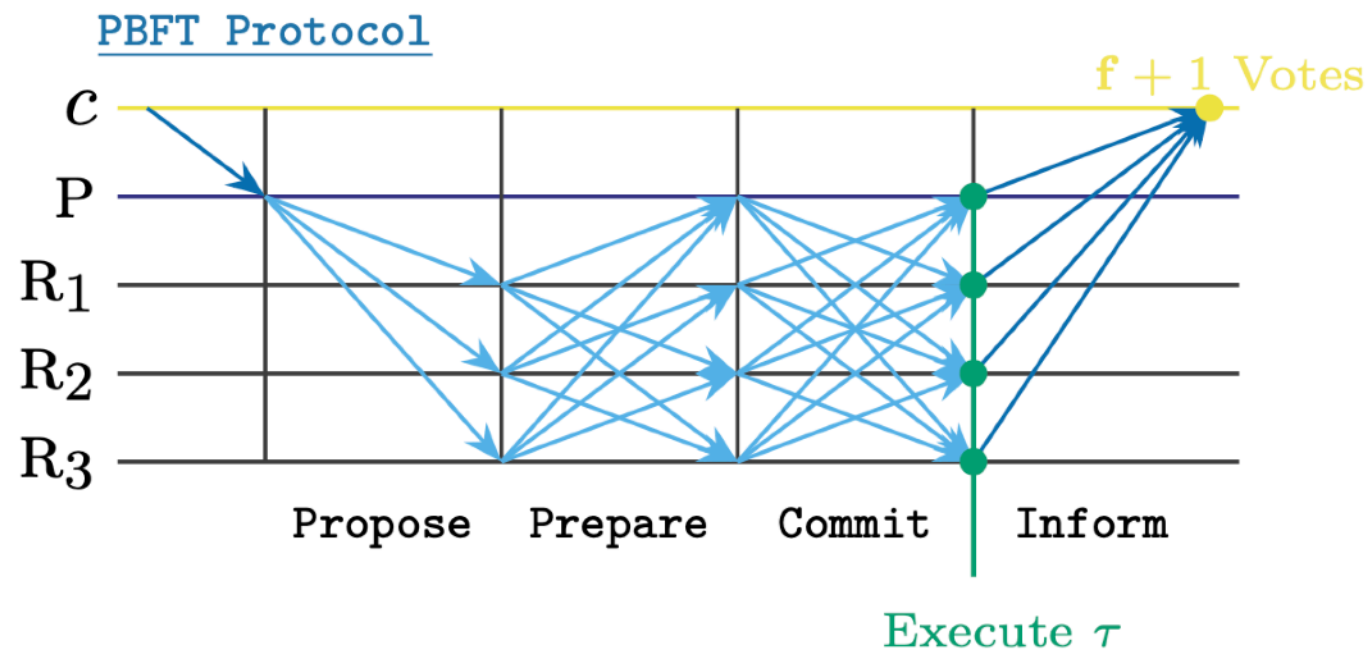 PBFT Protocol
f + 1 Votes
c
P
R1
R2
R3
Propose Prepare Commit Inform
Execute τ